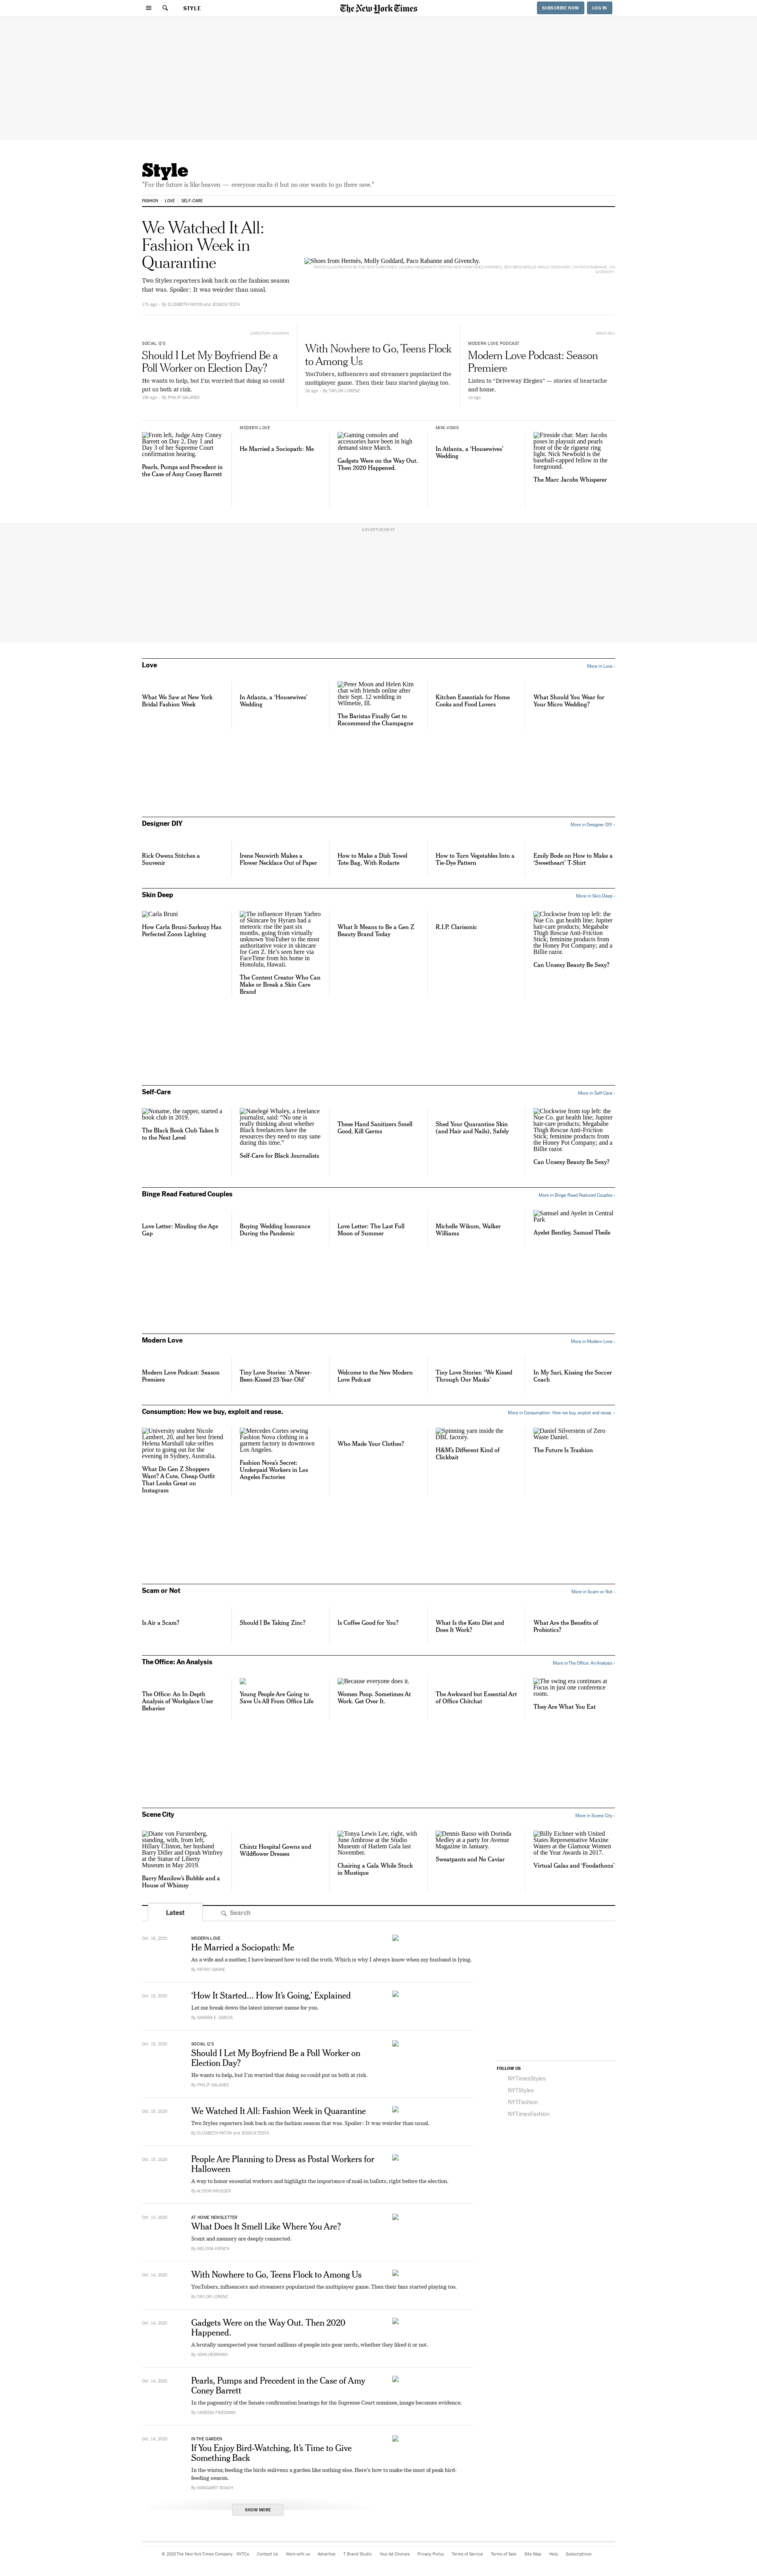 STYLE
The New York Times
SUBSCRIBE NOW
LOG IN
Style
"For the future is like heaven — everyone exalts it but no one wants to go there now."
FASHION
LOVE
SELF-CARE
We Watched It All:
Fashion Week in
Quarantine
Two Styles reporters look back on the fashion season
that was. Spoiler: It was weirder than usual.
17h ago • By ELIZABETH PATON and JESSICA TESTA
Shoes from Hermès, Molly Goddard, Paco Rabanne and Givenchy.
SOCIAL Q'S
Should I Let My Boyfriend Be a
Poll Worker on Election Day?
He wants to help, but I'm worried that doing so could
put us both at risk.
16h ago • By PHILIP GALANES
With Nowhere to Go, Teens Flock
to Among Us
YouTubers, influencers and streamers popularized the
multiplayer game. Then their fans started playing too.
2d ago • By TAYLOR LORENZ
MODERN LOVE PODCAST
Modern Love Podcast: Season
Premiere
Listen to “Driveway Elegies” — stories of heartache
and home.
1d ago
From left, Judge Amy Coney
Barrett on Day 2, Day 1 and
Day 3 of her Supreme Court
confirmation hearing.
Pearls, Pumps and Precedent in
the Case of Amy Coney Barrett
MODERN LOVE
He Married a Sociopath: Me
Gaming consoles and
accessories have been in high
demand since March.
Gadgets Were on the Way Out.
Then 2020 Happened.
MINI-VOWS
In Atlanta, a ‘Housewives’
Wedding
Fireside chat: Marc Jacobs
poses in playsuit and pearls
front of the de rigueur ring
light. Nick Newbold is the
baseball-capped fellow in the
foreground.
The Marc Jacobs Whisperer
ADVERTISEMENT
Love
More in Love ›
What We Saw at New York
Bridal Fashion Week
In Atlanta, a ‘Housewives’
Wedding
Peter Moon and Helen Kim
chat with friends online after
their Sept. 12 wedding in
Wilmette, Ill.
The Baristas Finally Get to
Recommend the Champagne
Kitchen Essentials for Home
Cooks and Food Lovers
What Should You Wear for
Your Micro Wedding?
Designer DIY
More in Designer DIY ›
Rick Owens Stitches a
Souvenir
Irene Neuwirth Makes a
Flower Necklace Out of Paper
How to Make a Dish Towel
Tote Bag, With Rodarte
How to Turn Vegetables Into a
Tie-Dye Pattern
Emily Bode on How to Make a
‘Sweetheart’ T-Shirt
Skin Deep
More in Skin Deep ›
Carla Bruni
How Carla Bruni-Sarkozy Has
Perfected Zoom Lighting
The influencer Hyram Yarbro
of Skincare by Hyram had a
meteoric rise the past six
months, going from virtually
unknown YouTuber to the most
authoritative voice in skincare
for Gen Z. He’s seen here via
FaceTime from his home in
Honolulu, Hawaii.
The Content Creator Who Can
Make or Break a Skin Care
Brand
What It Means to Be a Gen Z
Beauty Brand Today
R.I.P. Clarisonic
Clockwise from top left: the
Nue Co. gut health line; Jupiter
hair-care products; Megababe
Thigh Rescue Anti-Friction
Stick; feminine products from
the Honey Pot Company; and a
Billie razor.
Can Unsexy Beauty Be Sexy?
Self-Care
More in Self-Care ›
Noname, the rapper, started a
book club in 2019.
The Black Book Club Takes It
to the Next Level
Natelegé Whaley, a freelance
journalist, said: “No one is
really thinking about whether
Black freelancers have the
resources they need to stay sane
during this time.”
Self-Care for Black Journalists
These Hand Sanitizers Smell
Good, Kill Germs
Shed Your Quarantine Skin
(and Hair and Nails), Safely
Clockwise from top left: the
Nue Co. gut health line; Jupiter
hair-care products; Megababe
Thigh Rescue Anti-Friction
Stick; feminine products from
the Honey Pot Company; and a
Billie razor.
Can Unsexy Beauty Be Sexy?
Binge Read Featured Couples
More in Binge Read Featured Couples ›
Love Letter: Minding the Age
Gap
Buying Wedding Insurance
During the Pandemic
Love Letter: The Last Full
Moon of Summer
Michelle Wikum, Walker
Williams
Samuel and Ayelet in Central
Park
Ayelet Bentley, Samuel Tbeile
Modern Love
More in Modern Love ›
Modern Love Podcast: Season
Premiere
Tiny Love Stories: ‘A Never-
Been-Kissed 23-Year-Old’
Welcome to the New Modern
Love Podcast
Tiny Love Stories: ‘We Kissed
Through Our Masks’
In My Sari, Kissing the Soccer
Coach
Consumption: How we buy, exploit and reuse.
More in Consumption: How we buy, exploit and reuse. ›
University student Nicole
Lambert, 20, and her best friend
Helena Marshall take selfies
prior to going out for the
evening in Sydney, Australia.
What Do Gen Z Shoppers
Want? A Cute, Cheap Outfit
That Looks Great on
Instagram
Mercedes Cortes sewing
Fashion Nova clothing in a
garment factory in downtown
Los Angeles.
Fashion Nova’s Secret:
Underpaid Workers in Los
Angeles Factories
Who Made Your Clothes?
Spinning yarn inside the
DBL factory.
H&M’s Different Kind of
Clickbait
Daniel Silverstein of Zero
Waste Daniel.
The Future Is Trashion
Scam or Not
More in Scam or Not ›
Is Air a Scam?
Should I Be Taking Zinc?
Is Coffee Good for You?
What Is the Keto Diet and
Does It Work?
What Are the Benefits of
Probiotics?
The Office: An Analysis
More in The Office: An Analysis ›
The Office: An In-Depth
Analysis of Workplace User
Behavior
Young People Are Going to
Save Us All From Office Life
Because everyone does it.
Women Poop. Sometimes At
Work. Get Over It.
The Awkward but Essential Art
of Office Chitchat
The swing era continues at
Focus in just one conference
room.
They Are What You Eat
Scene City
More in Scene City ›
Diane von Furstenberg,
standing, with, from left,
Hillary Clinton, her husband
Barry Diller and Oprah Winfrey
at the Statue of Liberty
Museum in May 2019.
Barry Manilow’s Bubble and a
House of Whimsy
Chintz Hospital Gowns and
Wildflower Dresses
Tonya Lewis Lee, right, with
June Ambrose at the Studio
Museum of Harlem Gala last
November.
Chairing a Gala While Stuck
in Mustique
Dennis Basso with Dorinda
Medley at a party for Avenue
Magazine in January.
Sweatpants and No Caviar
Billy Eichner with United
States Representative Maxine
Waters at the Glamour Women
of the Year Awards in 2017.
Virtual Galas and ‘Foodathons’
Latest
Search
Oct. 16, 2020
MODERN LOVE
He Married a Sociopath: Me
As a wife and a mother, I have learned how to tell the truth. Which is why I always know when my husband is lying.
By PATRIC GAGNE
Oct. 15, 2020
‘How It Started... How It’s Going,’ Explained
Let me break down the latest internet meme for you.
By SANDRA E. GARCIA
Oct. 15, 2020
SOCIAL Q'S
Should I Let My Boyfriend Be a Poll Worker on
Election Day?
He wants to help, but I’m worried that doing so could put us both at risk.
By PHILIP GALANES
Oct. 15, 2020
We Watched It All: Fashion Week in Quarantine
Two Styles reporters look back on the fashion season that was. Spoiler: It was weirder than usual.
By ELIZABETH PATON and JESSICA TESTA
Oct. 15, 2020
People Are Planning to Dress as Postal Workers for
Halloween
A way to honor essential workers and highlight the importance of mail-in ballots, right before the election.
By ALYSON KRUEGER
Oct. 14, 2020
AT HOME NEWSLETTER
What Does It Smell Like Where You Are?
Scent and memory are deeply connected.
By MELISSA KIRSCH
Oct. 14, 2020
With Nowhere to Go, Teens Flock to Among Us
YouTubers, influencers and streamers popularized the multiplayer game. Then their fans started playing too.
By TAYLOR LORENZ
Oct. 14, 2020
Gadgets Were on the Way Out. Then 2020
Happened.
A brutally unexpected year turned millions of people into gear nerds, whether they liked it or not.
By JOHN HERRMAN
Oct. 14, 2020
Pearls, Pumps and Precedent in the Case of Amy
Coney Barrett
In the pageantry of the Senate confirmation hearings for the Supreme Court nominee, image becomes evidence.
By VANESSA FRIEDMAN
Oct. 14, 2020
IN THE GARDEN
If You Enjoy Bird-Watching, It’s Time to Give
Something Back
In the winter, feeding the birds enlivens a garden like nothing else. Here’s how to make the most of peak bird-
feeding season.
By MARGARET ROACH
SHOW MORE
FOLLOW US
NYTimesStyles
NYTStyles
NYTFashion
NYTimesFashion
© 2020 The New York Times Company
NYTCo
Contact Us
Work with us
Advertise
T Brand Studio
Your Ad Choices
Privacy Policy
Terms of Service
Terms of Sale
Site Map
Help
Subscriptions